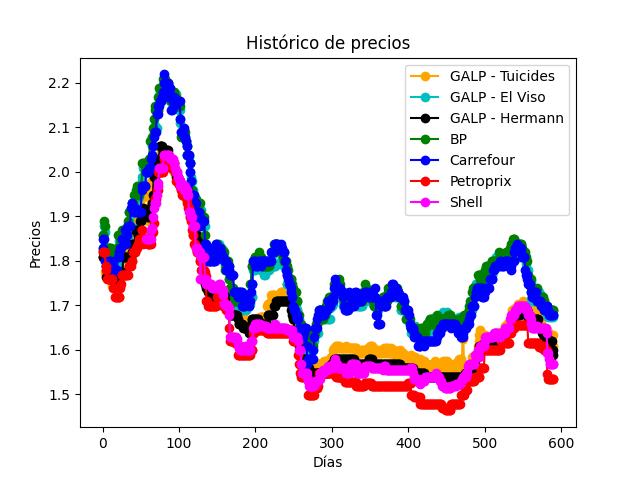 Histórico de precios
Precios
2.2
2.1
2.0
1.9
1.8
1.7
1.6
1.5
GALP - Tuicides
GALP - El Viso
GALP - Hermann
BP
Carrefour
Petroprix
Shell
0 100 200 300 400 500 600
Días